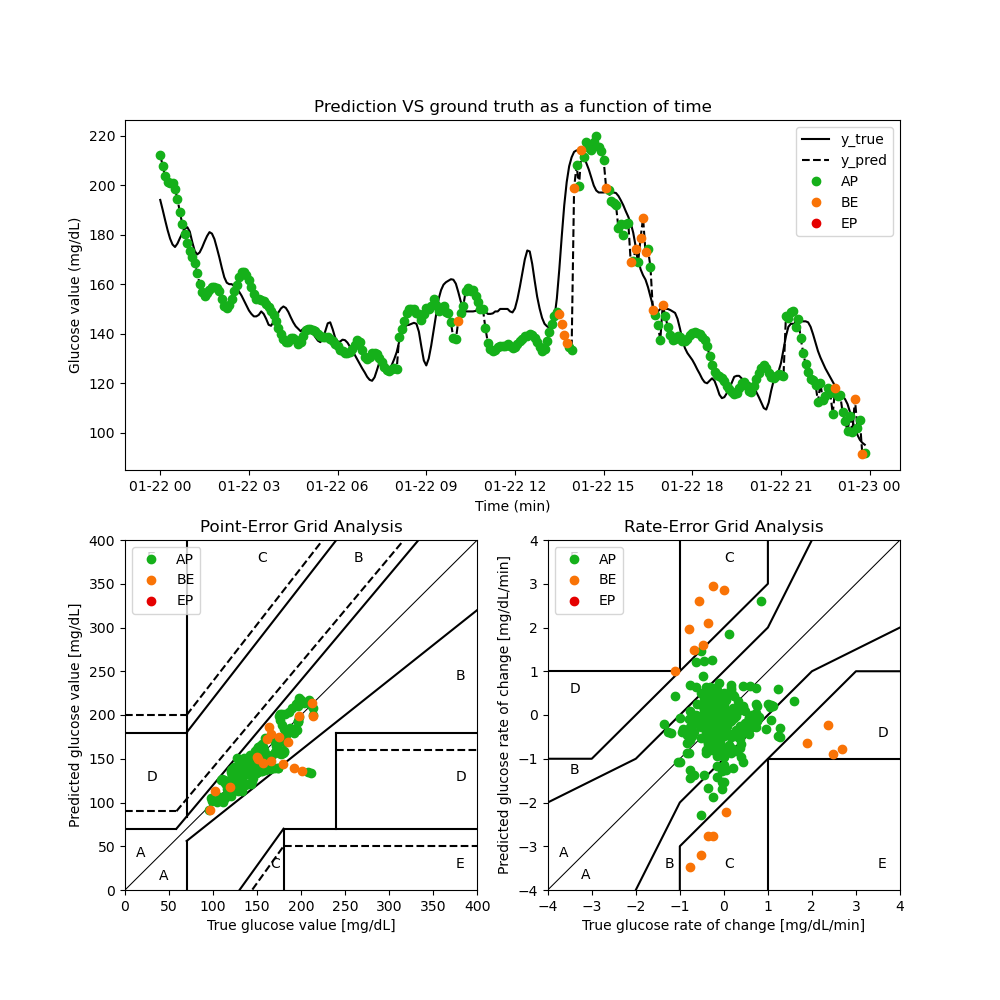 Prediction VS ground truth as a function of time
Glucose value (mg/dL)
220
200
180
160
140
120
100
y_true
y_pred
AP
BE
EP
01-22 00 01-22 03 01-22 06 01-22 09 01-22 12 01-22 15 01-22 18 01-22 21 01-23 00
Time (min)
Point-Error Grid Analysis
Predicted glucose value [mg/dL]
400
350
300
250
200
150
100
50
0
AP
BE
EP
C
B
B
D
D
A
A
C
E
0 50 100 150 200 250 300 350 400
True glucose value [mg/dL]
Rate-Error Grid Analysis
Predicted glucose rate of change [mg/dL/min]
4
3
2
1
0
−1
−2
−3
−4
AP
BE
EP
C
D
D
B
A
A
B
C
E
−4 −3 −2 −1 0 1 2 3 4
True glucose rate of change [mg/dL/min]